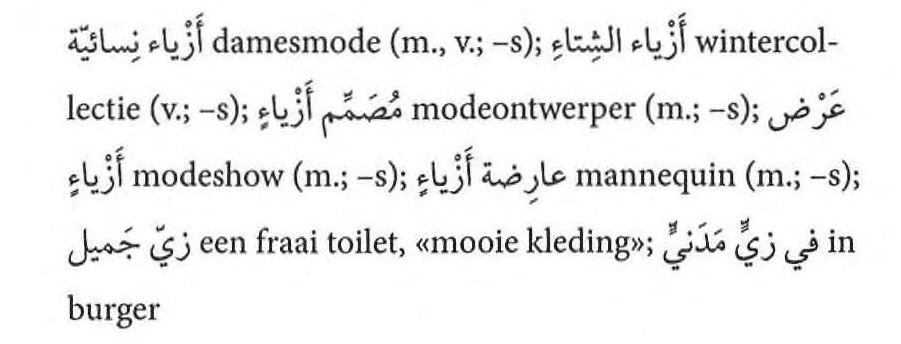 أَزْياء نِسائيّة damesmode (m., v.; –s); أَزْياء الشِّتاءِ wintercol-
lectie (v.; –s); مُصَمِّم أَزْياءٍ modeontwerper (m.; –s); عَرْض
أَزْياءٍ modeshow (m.; –s); عارِضة أَزْياءٍ mannequin (m.; –s);
زيّ جَميل een fraai toilet, «mooie kleding»; في زيٍّ مَدَنيٍّ in
burger